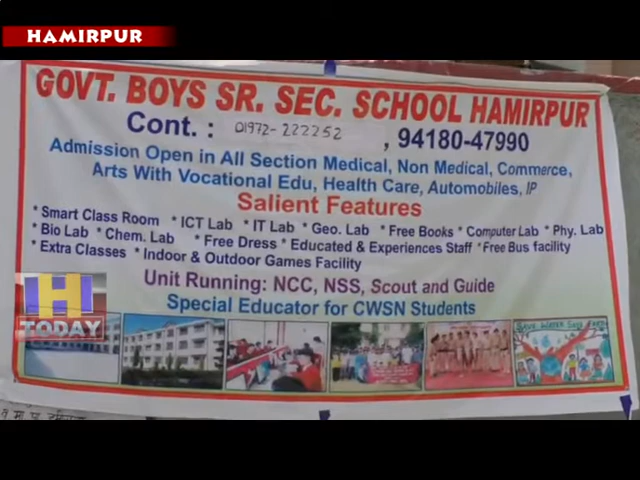 HAMIRPUR
GOVT. BOYS SR. SEC. SCHOOL HAMIRPUR
Cont. : 01972-222252 , 94180-47990
Admission Open in All Section Medical, Non Medical, Commerce,
Arts With Vocational Edu, Health Care, Automobiles, IP
Salient Features
* Smart Class Room * ICT Lab * IT Lab * Geo. Lab * Free Books * Computer Lab * Phy. Lab
* Bio Lab * Chem. Lab * Free Dress * Educated & Experiences Staff * Free Bus facility
* Extra Classes * Indoor & Outdoor Games Facility
Unit Running: NCC, NSS, Scout and Guide
Special Educator for CWSN Students
HI
TODAY
SAVE WATER SAVE